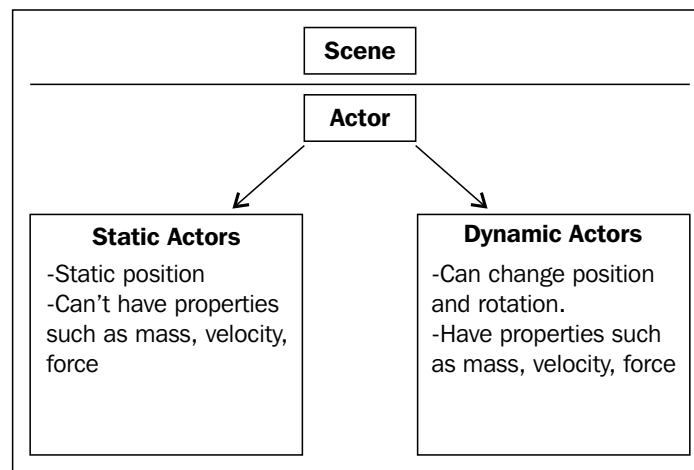 Scene
Actor
Static Actors
-Static position
-Can’t have properties
such as mass, velocity,
force
Dynamic Actors
-Can change position
and rotation.
-Have properties such
as mass, velocity, force